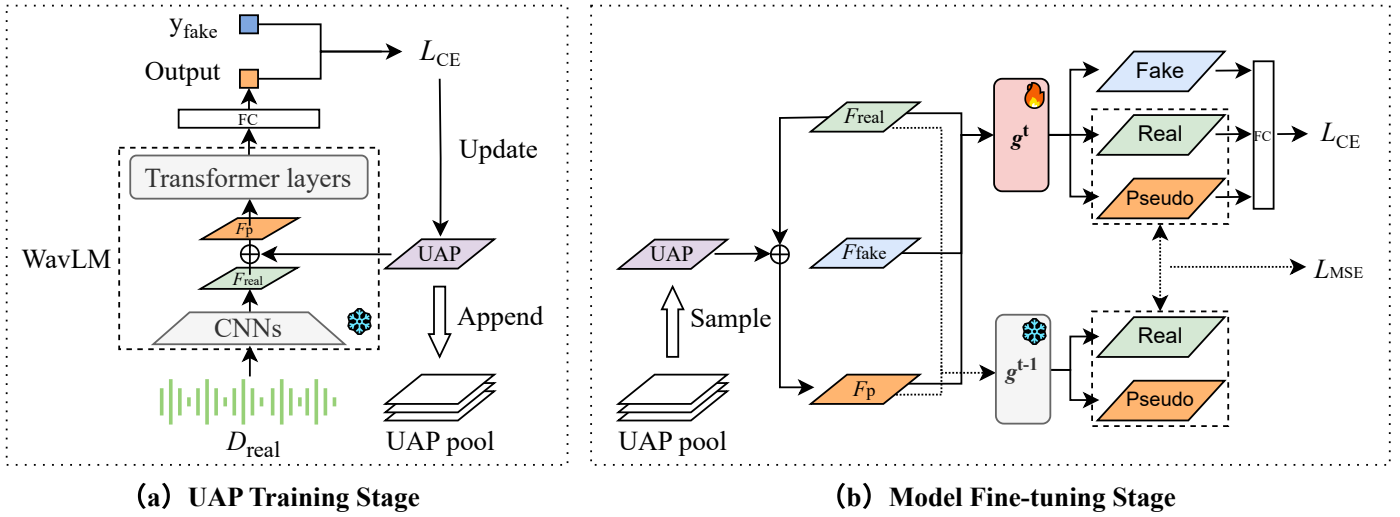 y_fake
Output
L_CE
FC
Update
Transformer layers
F_p
WavLM
UAP
F_real
CNNs
Append
D_real
UAP pool
(a) UAP Training Stage
F_real
UAP
F_fake
Sample
F_p
UAP pool
g^t
g^t-1
Fake
Real
Pseudo
FC
L_CE
L_MSE
Real
Pseudo
(b) Model Fine-tuning Stage